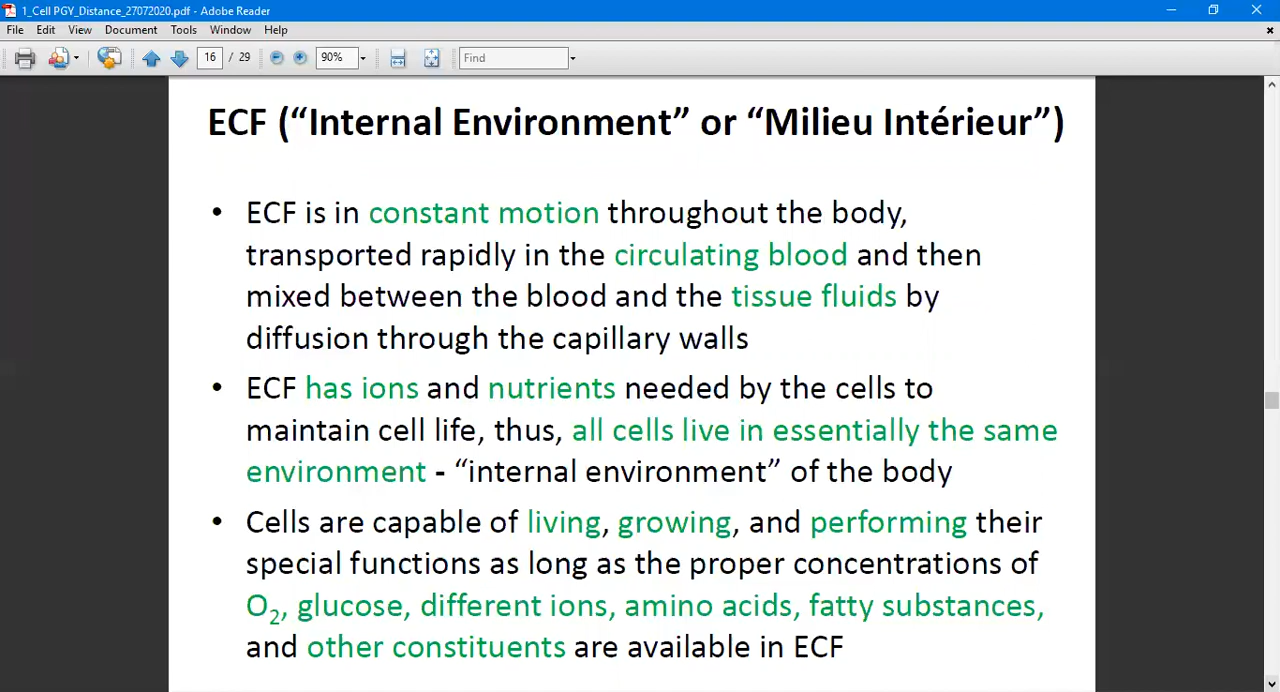 1_Cell PGY_Distance_27072020.pdf - Adobe Reader
File Edit View Document Tools Window Help
16 / 29 90% Find
ECF (“Internal Environment” or “Milieu Intérieur”)
• ECF is in constant motion throughout the body,
transported rapidly in the circulating blood and then
mixed between the blood and the tissue fluids by
diffusion through the capillary walls
• ECF has ions and nutrients needed by the cells to
maintain cell life, thus, all cells live in essentially the same
environment - “internal environment” of the body
• Cells are capable of living, growing, and performing their
special functions as long as the proper concentrations of
O₂, glucose, different ions, amino acids, fatty substances,
and other constituents are available in ECF